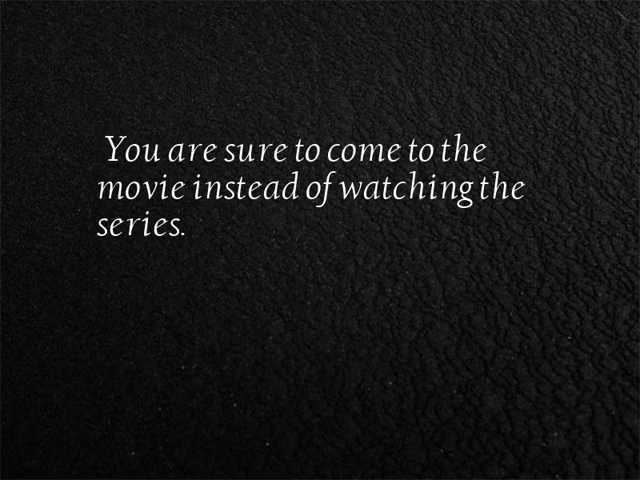 You are sure to come to the
movie instead of watching the
series.